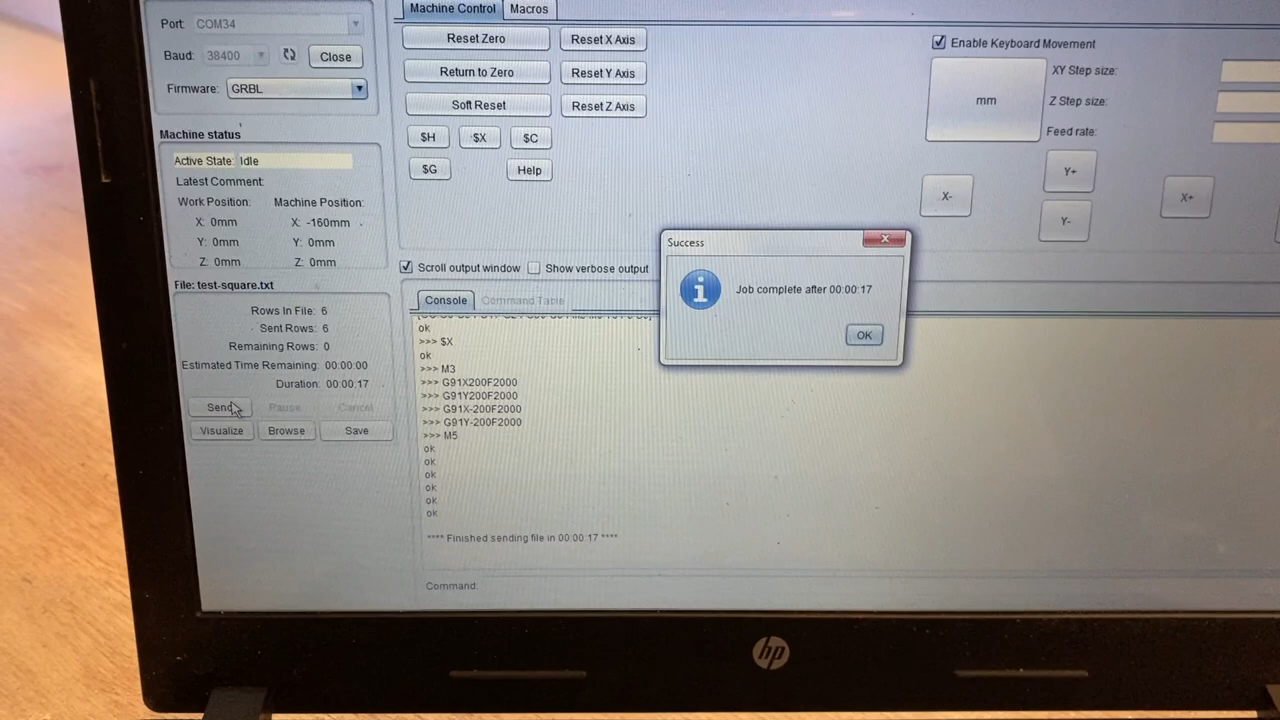 Port: COM34
Baud: 38400 Close
Firmware: GRBL
Machine status
Active State: Idle
Latest Comment:
Work Position: Machine Position:
X: 0mm X: -160mm
Y: 0mm Y: 0mm
Z: 0mm Z: 0mm
File: test-square.txt
Rows In File: 6
Sent Rows: 6
Remaining Rows: 0
Estimated Time Remaining: 00:00:00
Duration: 00:00:17
Send Pause Cancel
Visualize Browse Save
Machine Control Macros
Reset Zero Reset X Axis
Return to Zero Reset Y Axis
Soft Reset Reset Z Axis
$H $X $C
$G Help
Enable Keyboard Movement
mm
XY Step size:
Z Step size:
Feed rate:
Y+
X- X+
Y-
Scroll output window Show verbose output
Console Command Table
ok
>>> $X
ok
>>> M3
>>> G91X200F2000
>>> G91Y200F2000
>>> G91X-200F2000
>>> G91Y-200F2000
>>> M5
ok
ok
ok
ok
ok
ok
**** Finished sending file in 00:00:17 ****
Command:
Success
Job complete after 00:00:17
OK
hp